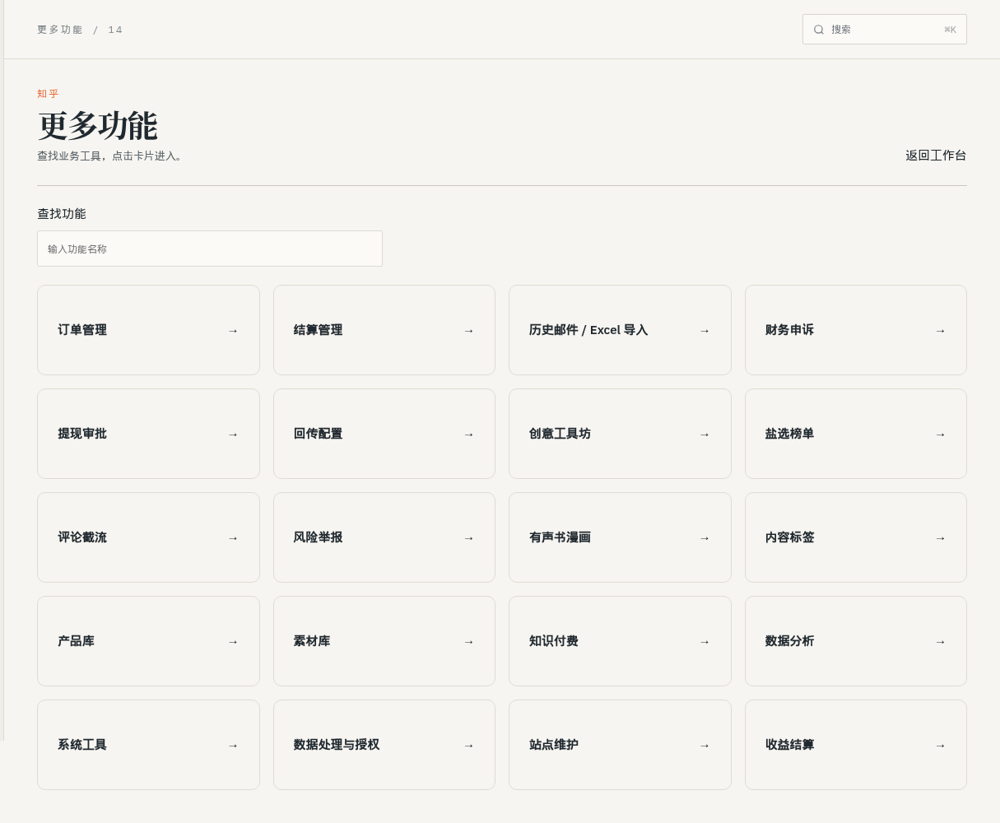 更多功能 / 14
搜索 ⌘K
知乎
更多功能
查找业务工具，点击卡片进入。
返回工作台
查找功能
输入功能名称
订单管理 →
结算管理 →
历史邮件 / Excel 导入 →
财务申诉 →
提现审批 →
回传配置 →
创意工具坊 →
盐选榜单 →
评论截流 →
风险举报 →
有声书漫画 →
内容标签 →
产品库 →
素材库 →
知识付费 →
数据分析 →
系统工具 →
数据处理与授权 →
站点维护 →
收益结算 →